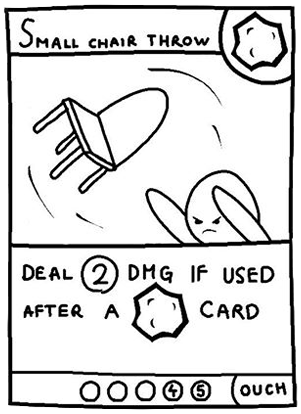 SMALL CHAIR THROW
DEAL 2 DMG IF USED
AFTER A CARD
4 5 OUCH